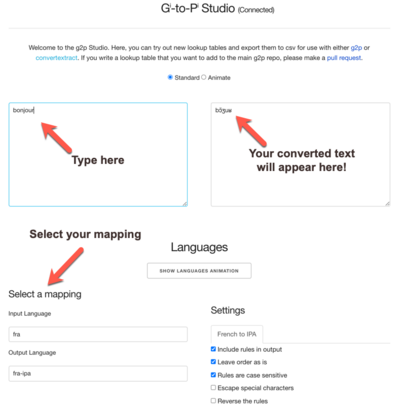 Gⁱ-to-Pⁱ Studio (Connected)
Welcome to the g2p Studio. Here, you can try out new lookup tables and export them to csv for use with either g2p or
convertextract. If you write a lookup table that you want to add to the main g2p repo, please make a pull request.
Standard Animate
bonjour
bɔ̃ʒuʁ
Type here
Your converted text
will appear here!
Select your mapping
Languages
SHOW LANGUAGES ANIMATION
Select a mapping
Input Language
fra
Output Language
fra-ipa
Settings
French to IPA
Include rules in output
Leave order as is
Rules are case sensitive
Escape special characters
Reverse the rules